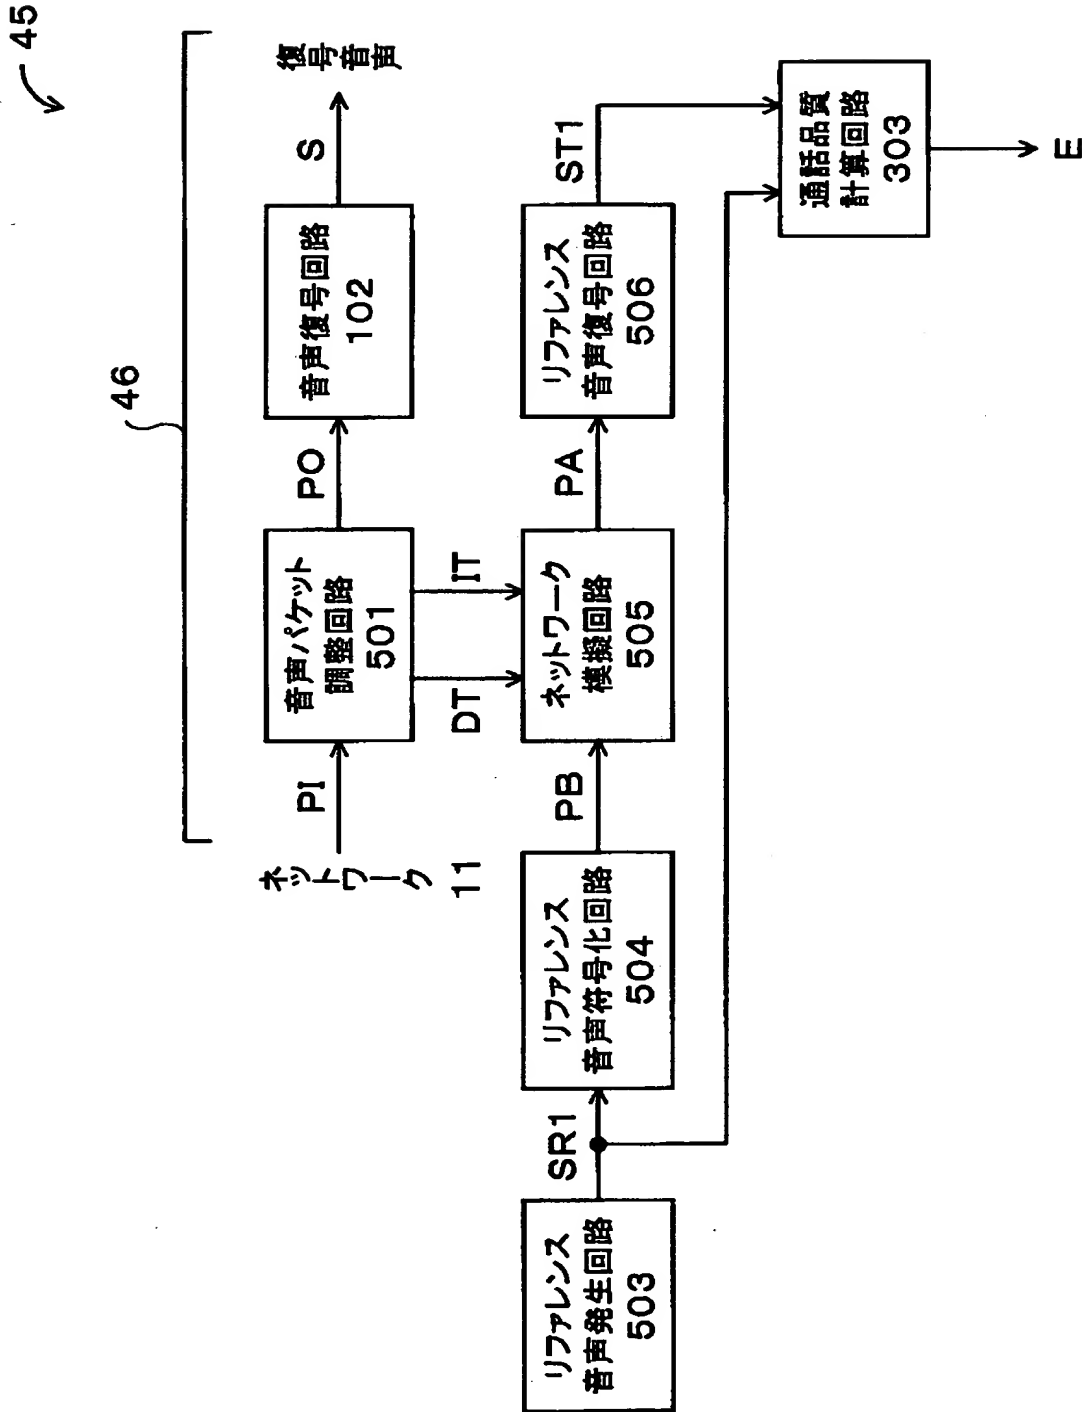 45
46
ネットワーク
11
PI
音声パケット
調整回路
501
PO
音声復号回路
102
S
復号音声
DT
IT
リファレンス
音声発生回路
503
SR1
リファレンス
音声符号化回路
504
PB
ネットワーク
模擬回路
505
PA
リファレンス
音声復号回路
506
ST1
通話品質
計算回路
303
E